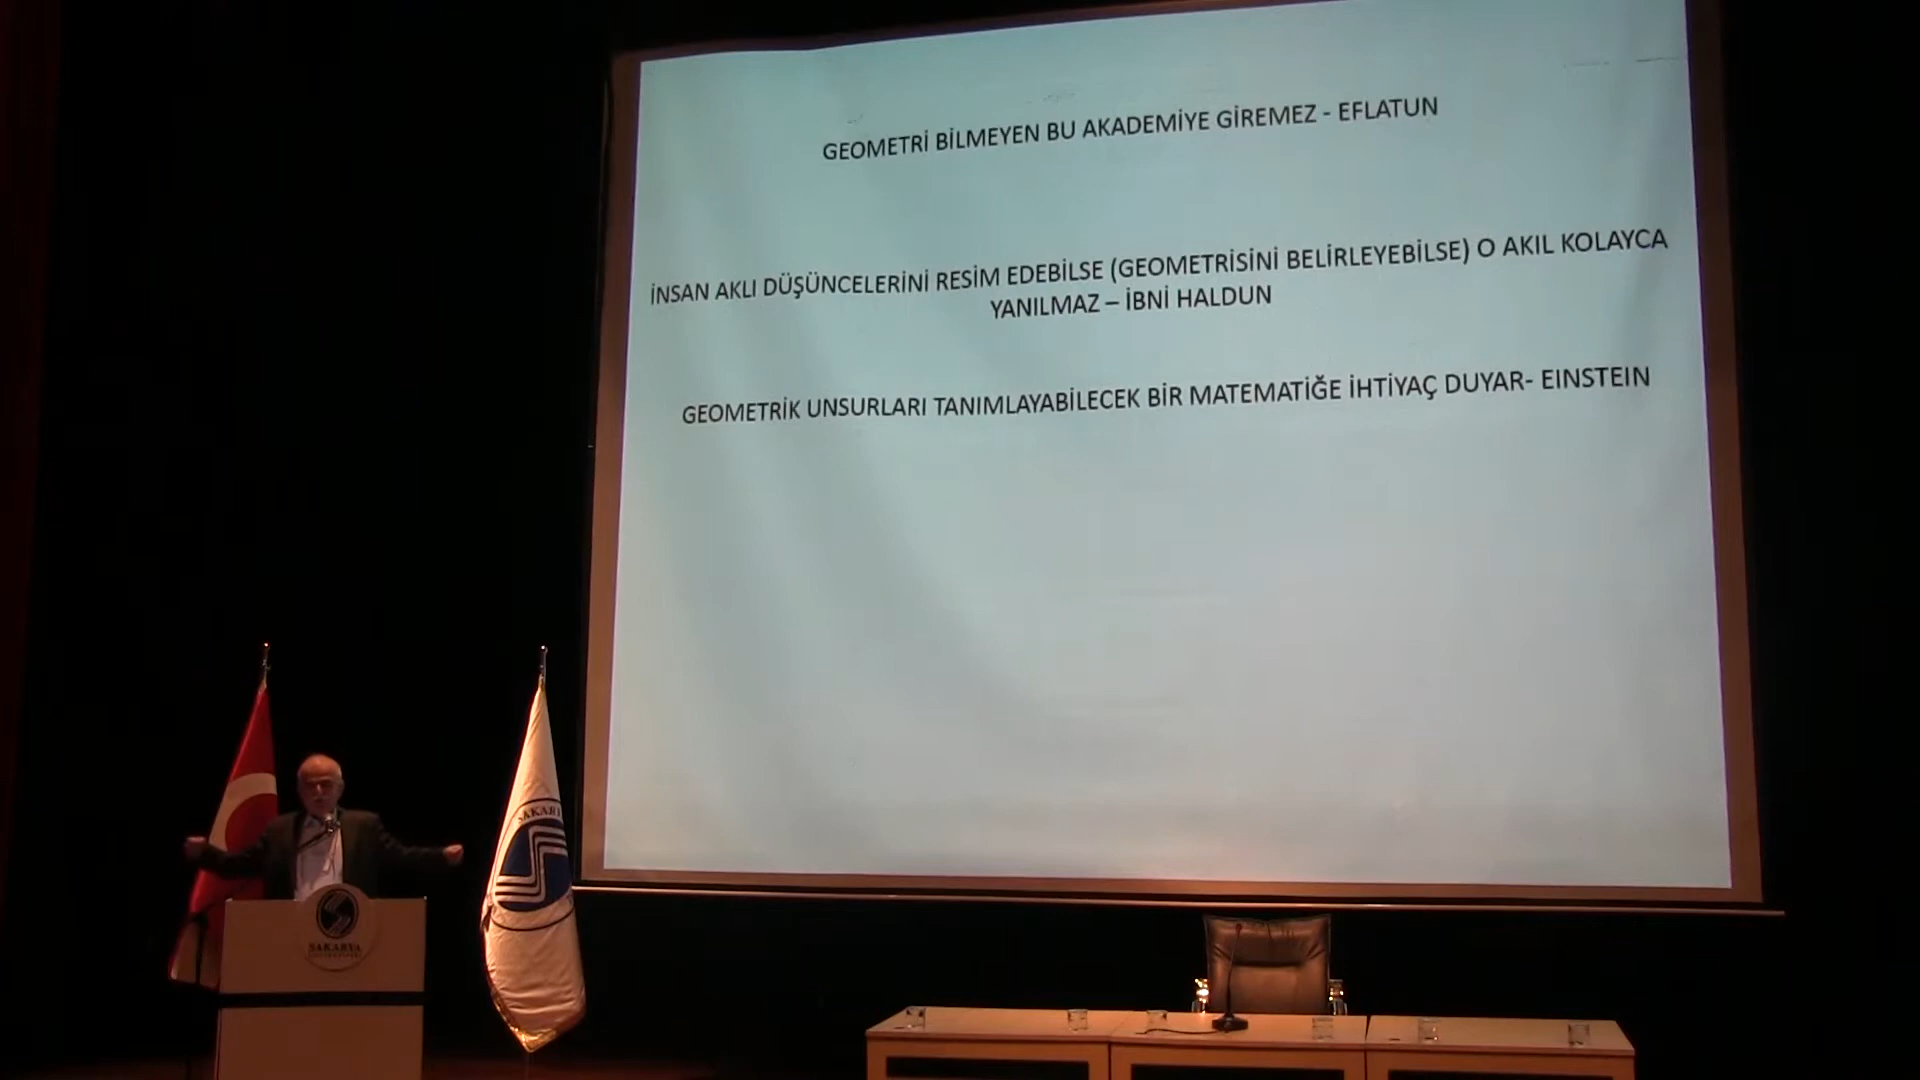 GEOMETRİ BİLMEYEN BU AKADEMİYE GİREMEZ - EFLATUN
İNSAN AKLI DÜŞÜNCELERİNİ RESİM EDEBİLSE (GEOMETRİSİNİ BELİRLEYEBİLSE) O AKIL KOLAYCA
YANILMAZ – İBNİ HALDUN
GEOMETRİK UNSURLARI TANIMLAYABİLECEK BİR MATEMATİĞE İHTİYAÇ DUYAR- EINSTEIN
SAKARYA